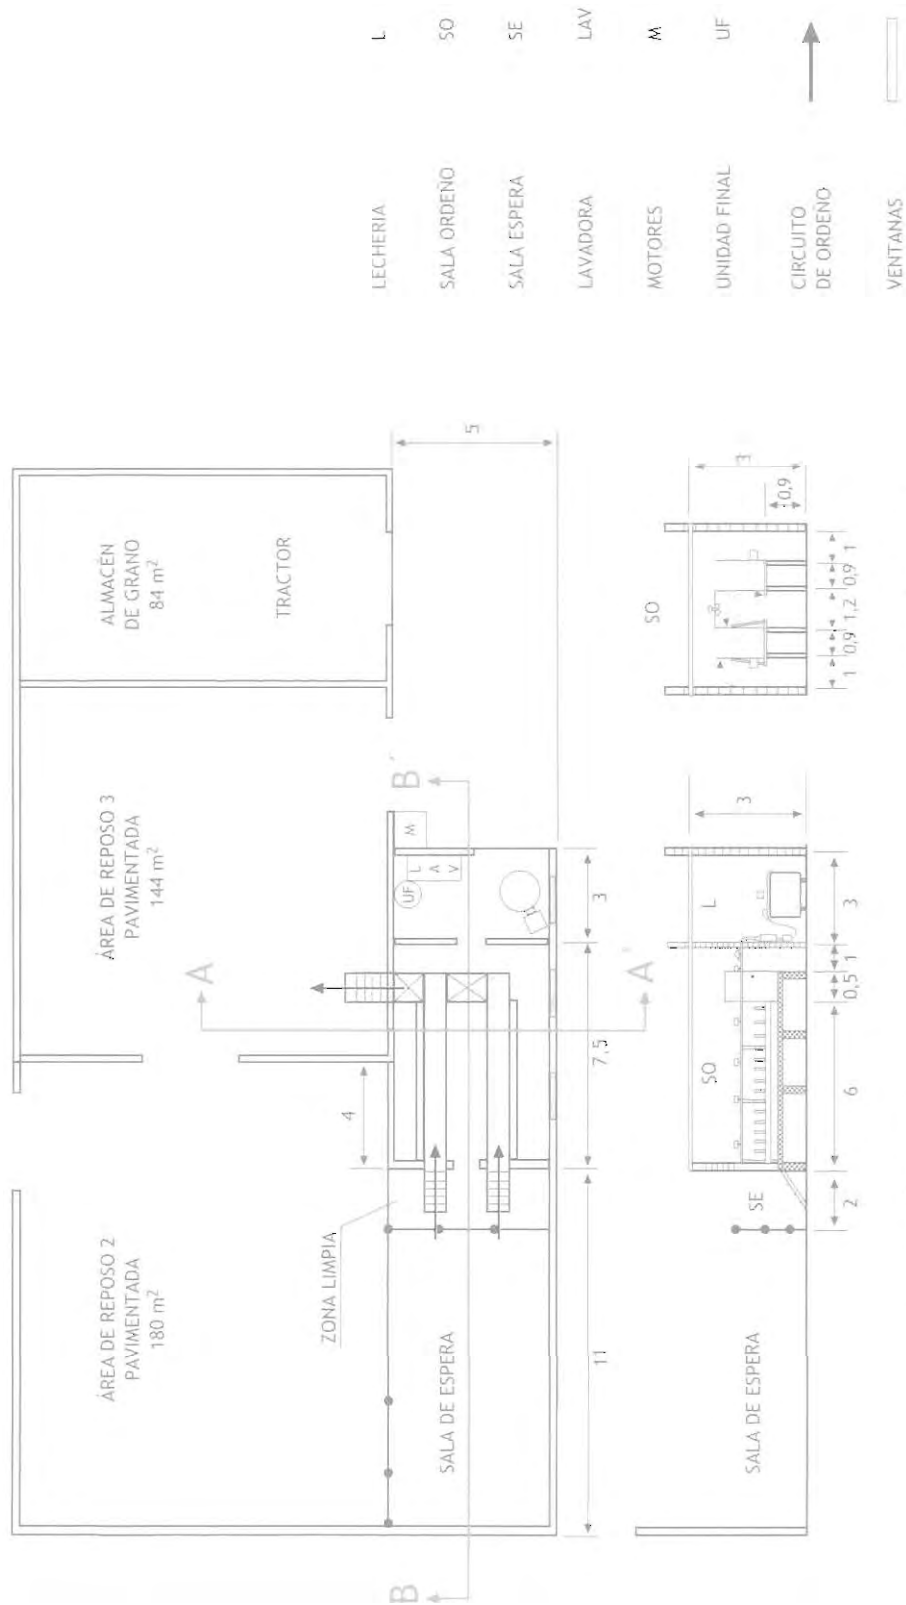 ÁREA DE REPOSO 2
PAVIMENTADA
180 m²
ÁREA DE REPOSO 3
PAVIMENTADA
144 m²
ALMACÉN
DE GRANO
84 m²
TRACTOR
ZONA LIMPIA
SALA DE ESPERA
4
A
A
B
B
UF
L
A
V
M
11
7,5
3
5
SALA DE ESPERA
SE
SO
L
2
6
0,5
1
3
3
SO
1
0,9
1,2
0,9
1
0,9
3
LECHERIA
L
SALA ORDEÑO
SO
SALA ESPERA
SE
LAVADORA
LAV
MOTORES
M
UNIDAD FINAL
UF
CIRCUITO
DE ORDEÑO
VENTANAS